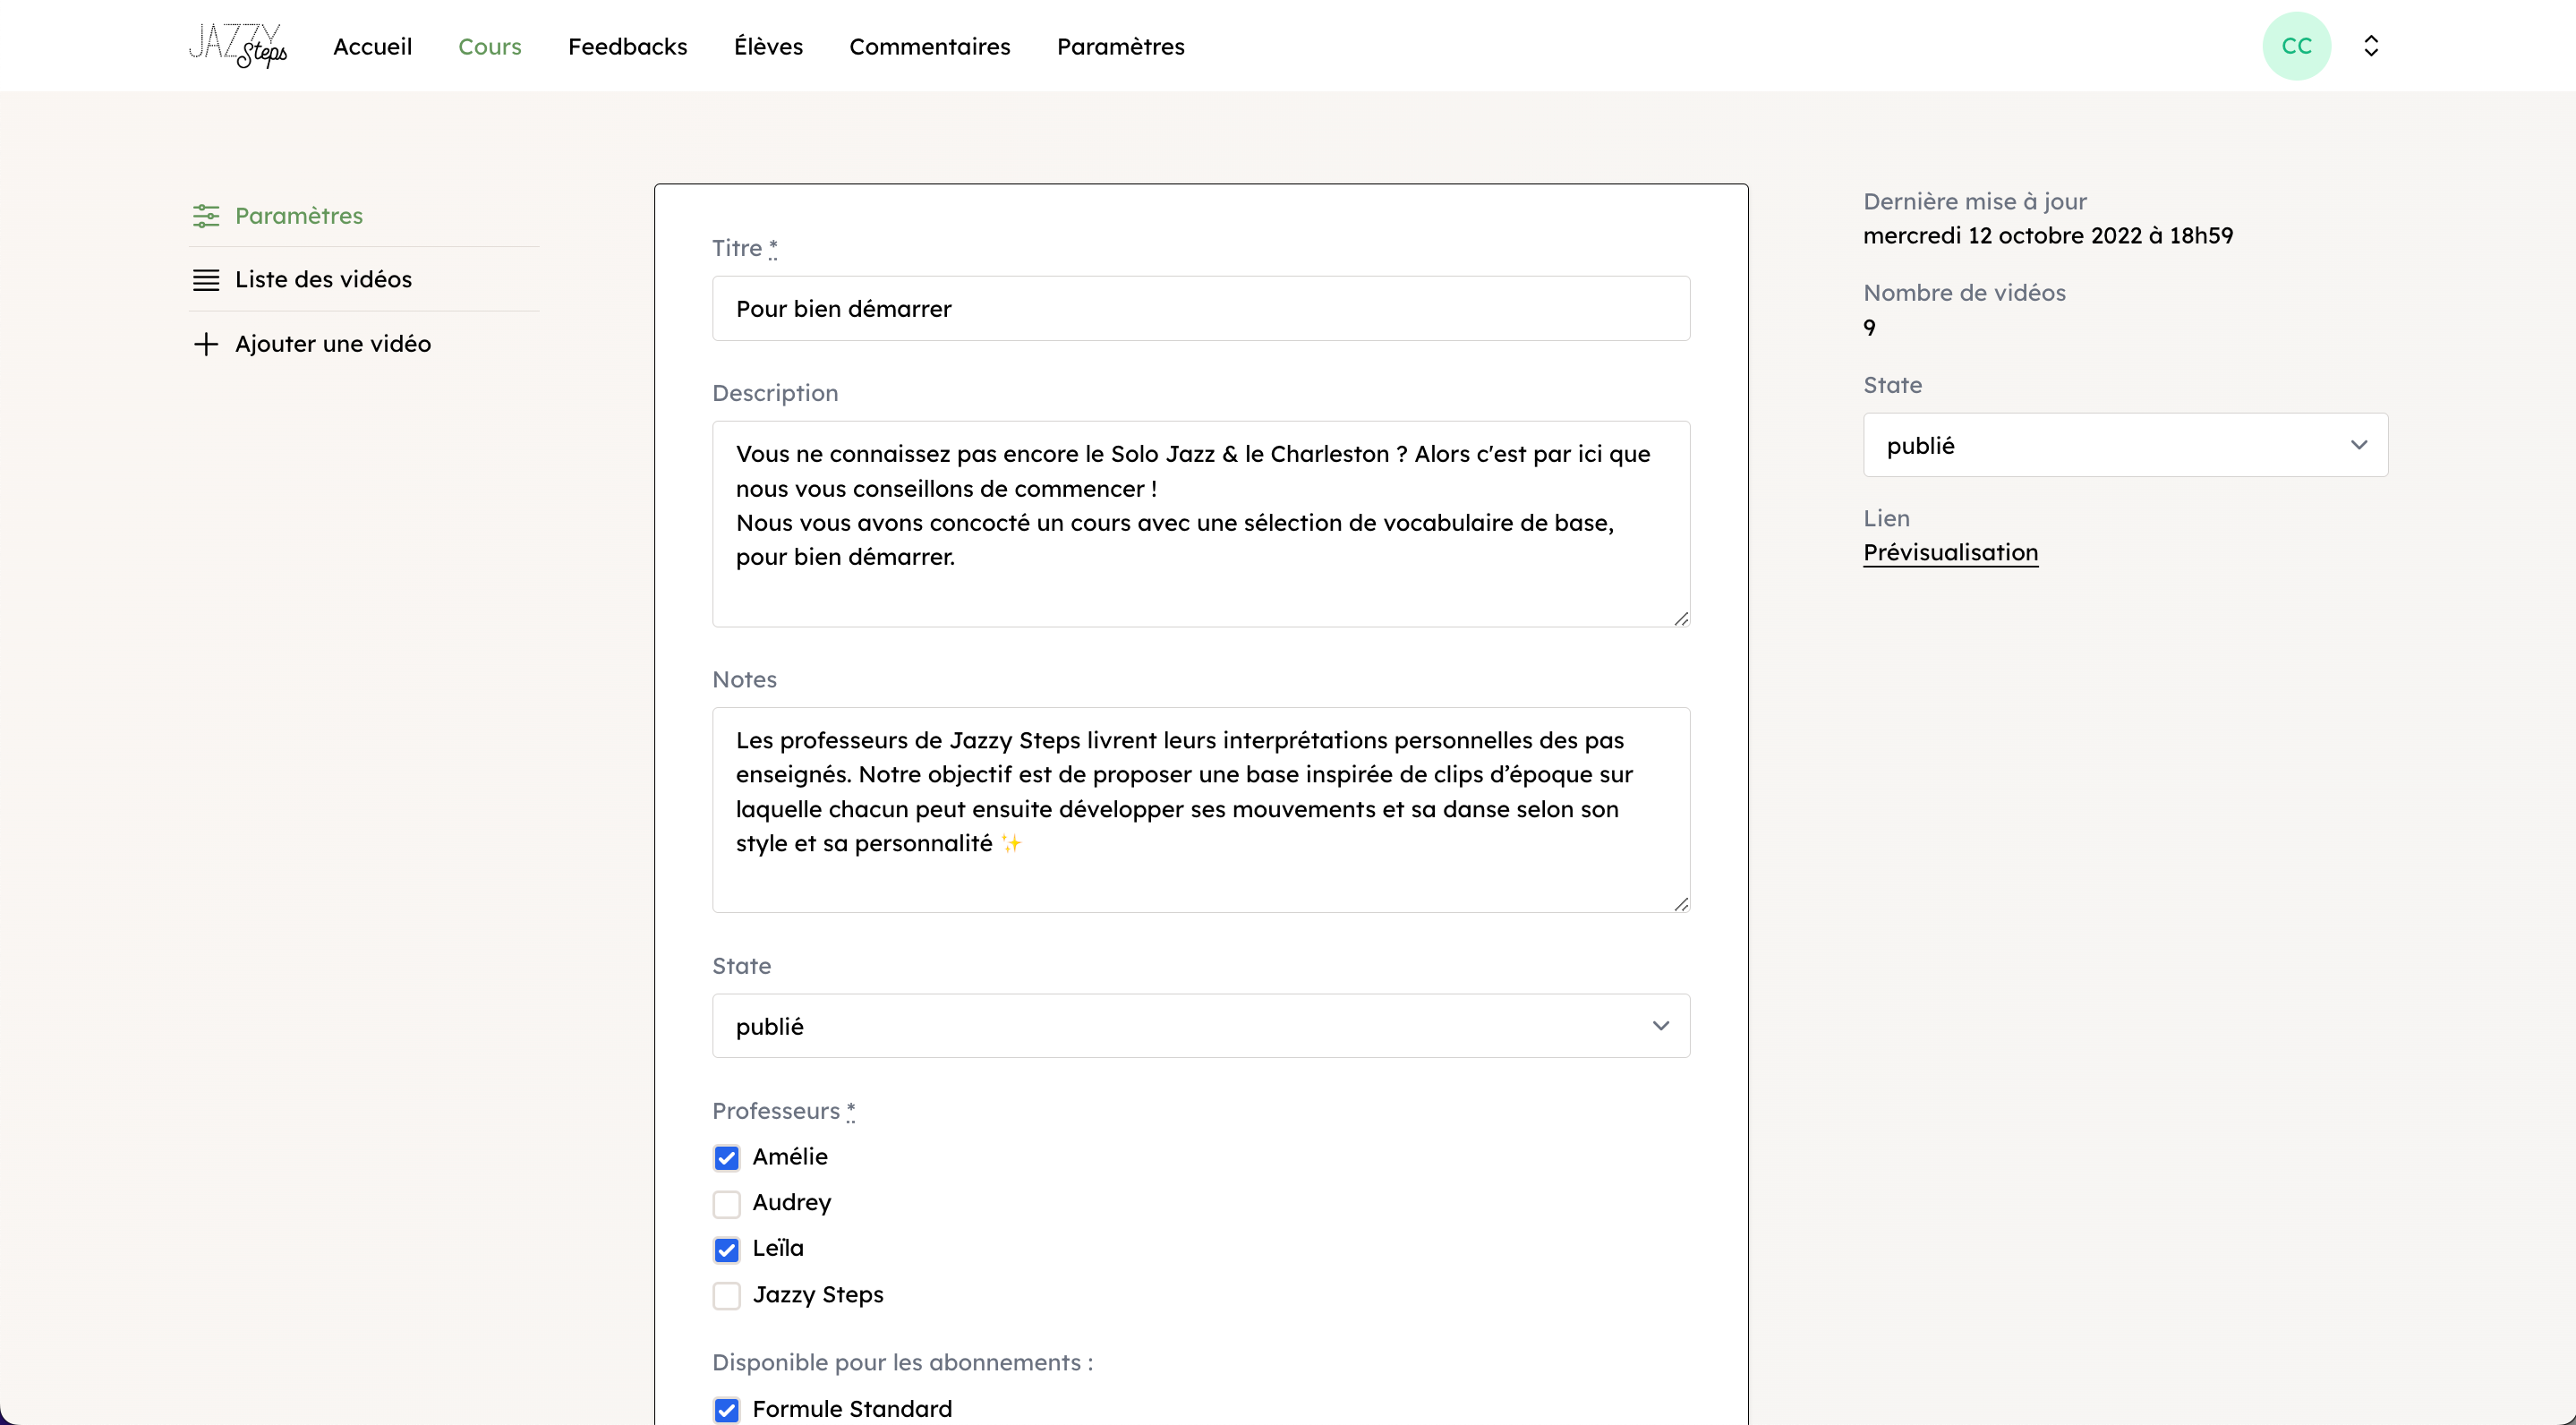 JAZZY Steps
Accueil
Cours
Feedbacks
Élèves
Commentaires
Paramètres
CC
Paramètres
Liste des vidéos
Ajouter une vidéo
Titre *
Pour bien démarrer
Description
Vous ne connaissez pas encore le Solo Jazz & le Charleston ? Alors c'est par ici que
nous vous conseillons de commencer !
Nous vous avons concocté un cours avec une sélection de vocabulaire de base,
pour bien démarrer.
Notes
Les professeurs de Jazzy Steps livrent leurs interprétations personnelles des pas
enseignés. Notre objectif est de proposer une base inspirée de clips d’époque sur
laquelle chacun peut ensuite développer ses mouvements et sa danse selon son
style et sa personnalité ✨
State
publié
Professeurs *
Amélie
Audrey
Leïla
Jazzy Steps
Disponible pour les abonnements :
Formule Standard
Dernière mise à jour
mercredi 12 octobre 2022 à 18h59
Nombre de vidéos
9
State
publié
Lien
Prévisualisation